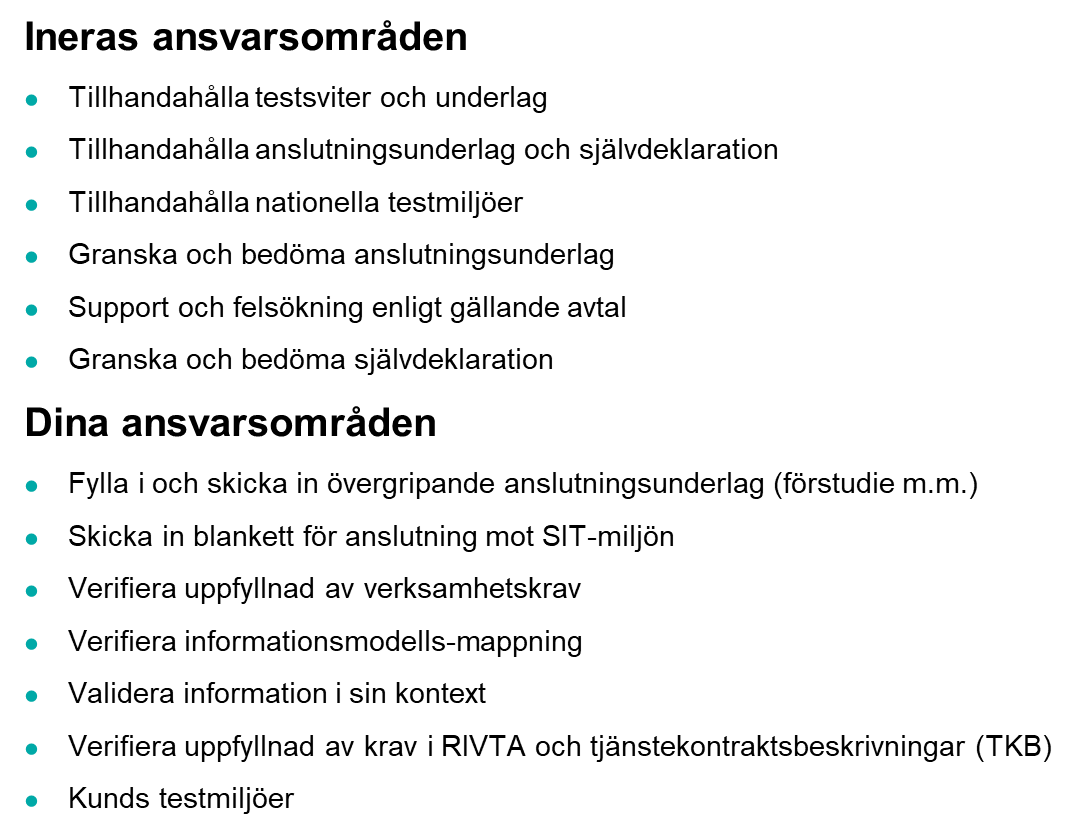 Ineras ansvarsområden
● Tillhandahålla testsviter och underlag
● Tillhandahålla anslutningsunderlag och självdeklaration
● Tillhandahålla nationella testmiljöer
● Granska och bedöma anslutningsunderlag
● Support och felsökning enligt gällande avtal
● Granska och bedöma självdeklaration
Dina ansvarsområden
● Fylla i och skicka in övergripande anslutningsunderlag (förstudie m.m.)
● Skicka in blankett för anslutning mot SIT-miljön
● Verifiera uppfyllnad av verksamhetskrav
● Verifiera informationsmodells-mappning
● Validera information i sin kontext
● Verifiera uppfyllnad av krav i RIVTA och tjänstekontraktsbeskrivningar (TKB)
● Kunds testmiljöer